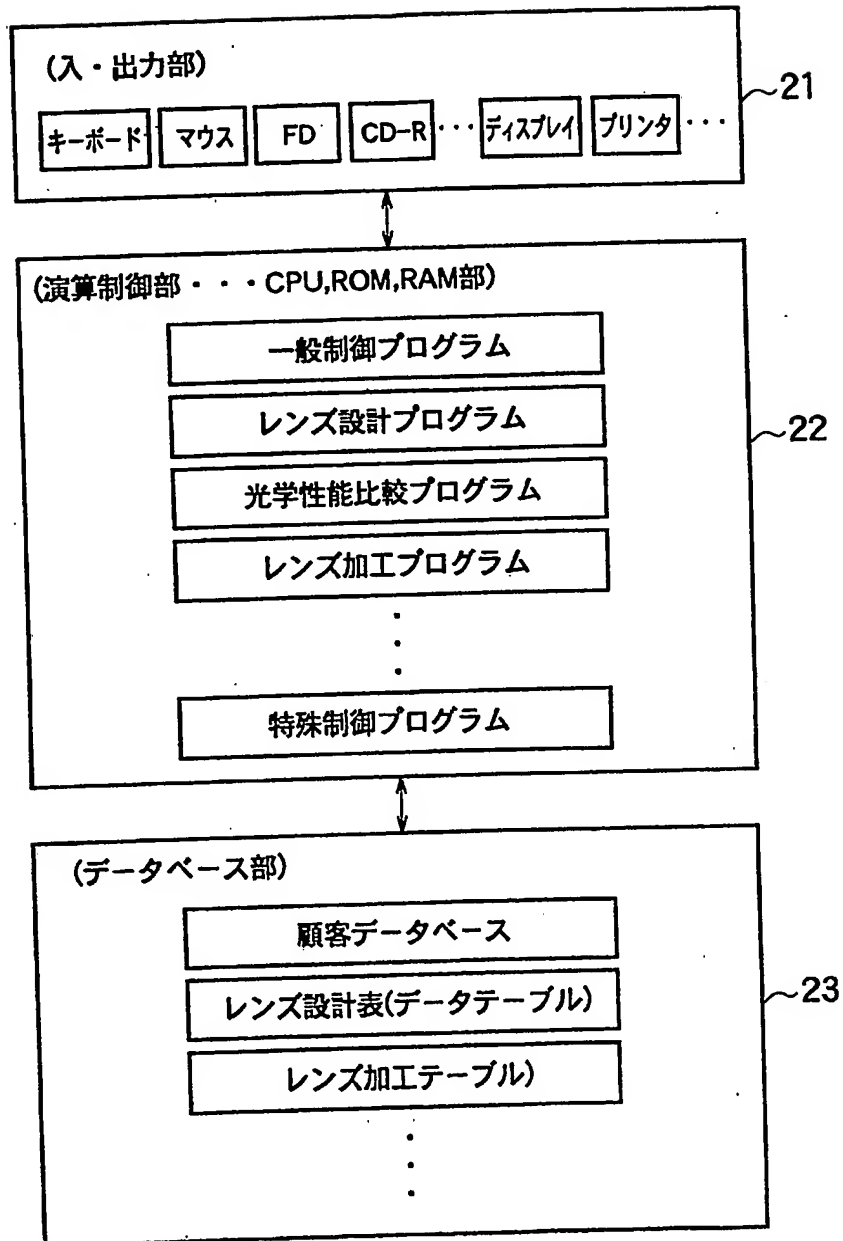 (入・出力部)
キーボード マウス FD CD-R ・・・ ディスプレイ プリンタ ・・・
21
(演算制御部・・・CPU,ROM,RAM部)
一般制御プログラム
レンズ設計プログラム
22
光学性能比較プログラム
レンズ加工プログラム
・
・
・
特殊制御プログラム
(データベース部)
顧客データベース
レンズ設計表(データテーブル)
23
レンズ加工テーブル)
・
・
・